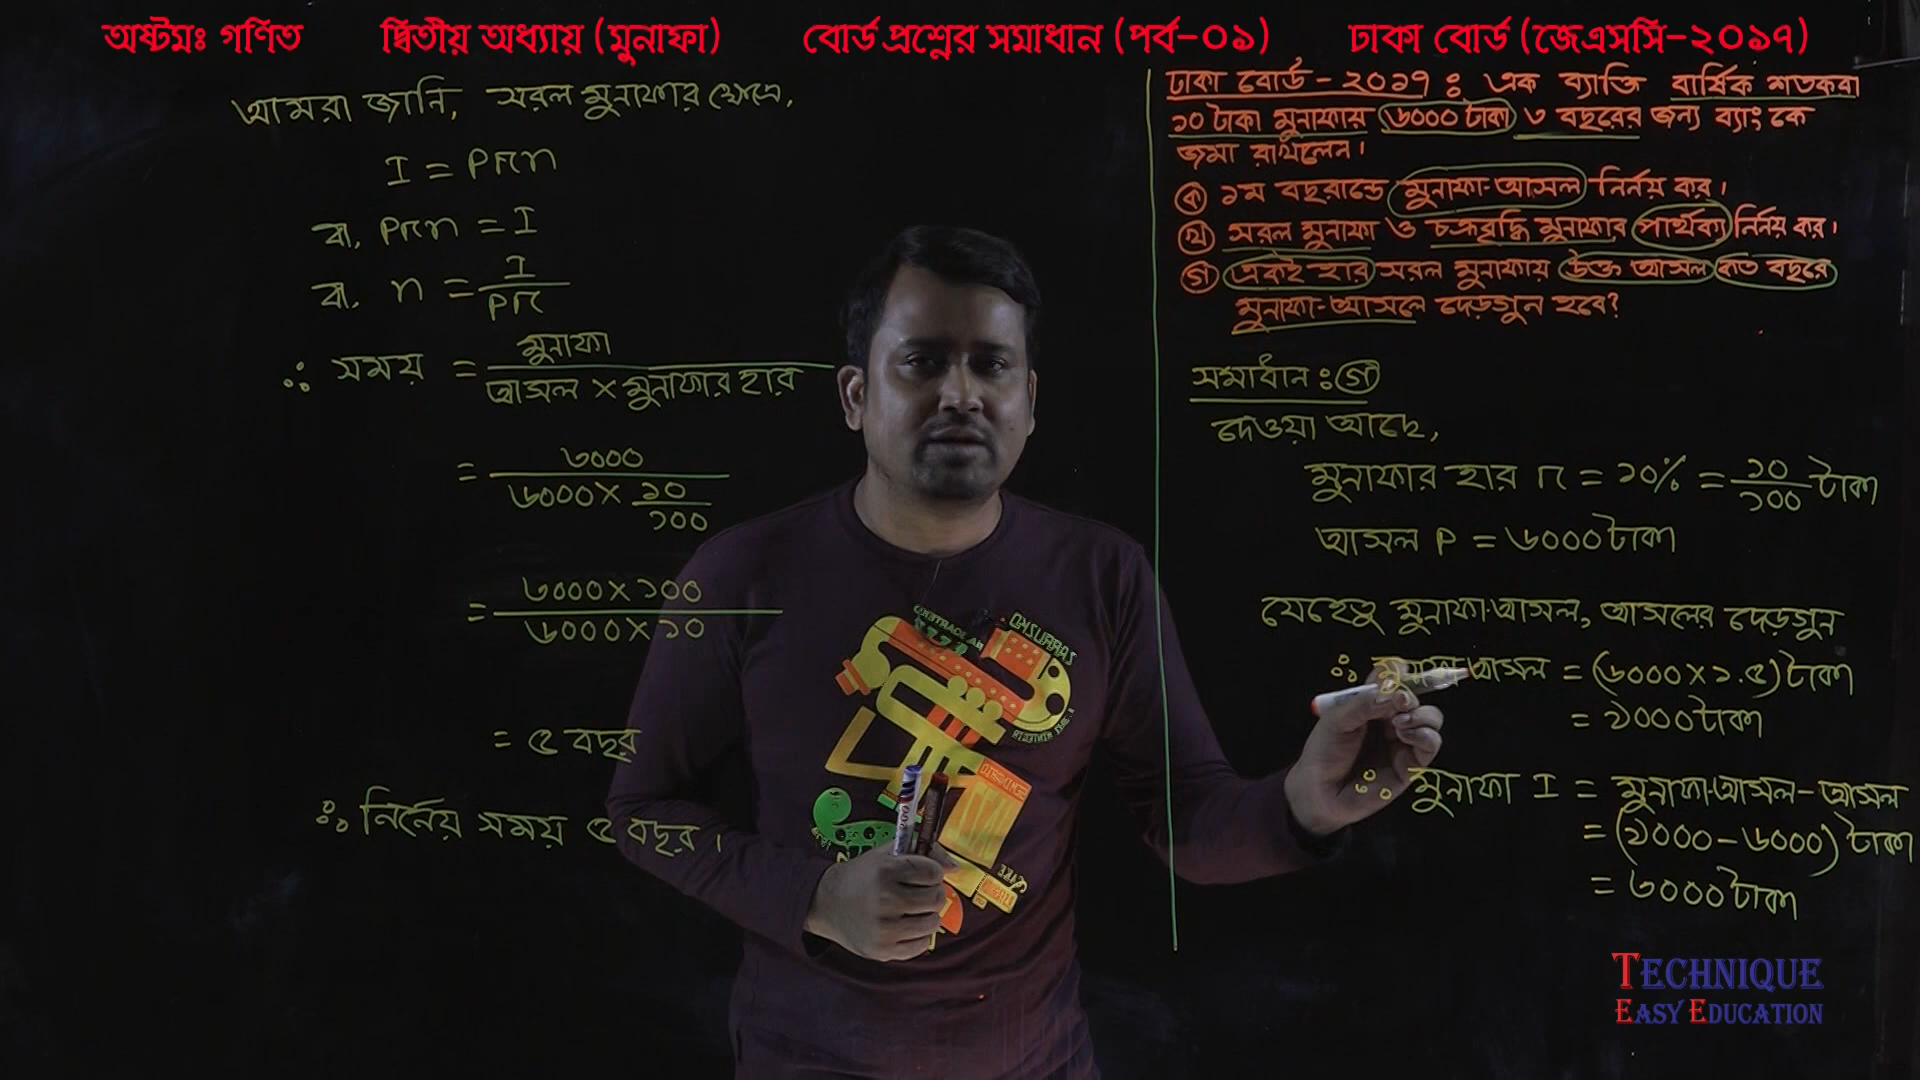 অষ্টমঃ গণিত দ্বিতীয় অধ্যায় (মুনাফা) বোর্ড প্রশ্নের সমাধান (পর্ব-০১) ঢাকা বোর্ড (জেএসসি-২০১৭)
আমরা জানি, সরল মুনাফার ক্ষেত্রে,
I = Prn
বা, Prn = I
বা, n = I/Pr
∴ সময় = মুনাফা/আসল × মুনাফার হার
= ৩০০০/৬০০০ × ১০/১০০
= ৩০০০ × ১০০/৬০০০ × ১০
= ৫ বছর
∴ নির্নেয় সময় ৫ বছর।
ঢাকা বোর্ড - ২০১৭ : এক ব্যাক্তি বার্ষিক শতকরা
১০ টাকা মুনাফায় ৬০০০ টাকা ৩ বছরের জন্য ব্যাংকে
জমা রাখলেন।
ক ১ম বছরান্তে মুনাফা-আসল নির্নয় কর।
খ সরল মুনাফা ও চক্রবৃদ্ধি মুনাফার পার্থক্য নির্নয় কর।
গ একই হার সরল মুনাফায় উক্ত আসল কত বছরে
মুনাফা-আসলে দেড়গুন হবে?
সমাধান : গ
দেওয়া আছে,
মুনাফার হার r = ১০% = ১০/১০০ টাকা
আসল P = ৬০০০ টাকা
যেহেতু মুনাফা-আসল, আসলের দেড়গুন
∴ মুনাফা-আসল = (৬০০০ × ১.৫) টাকা
= ৯০০০ টাকা
∴ মুনাফা I = মুনাফা-আসল - আসল
= (৯০০০ - ৬০০০) টাকা
= ৩০০০ টাকা
TECHNIQUE
EASY EDUCATION